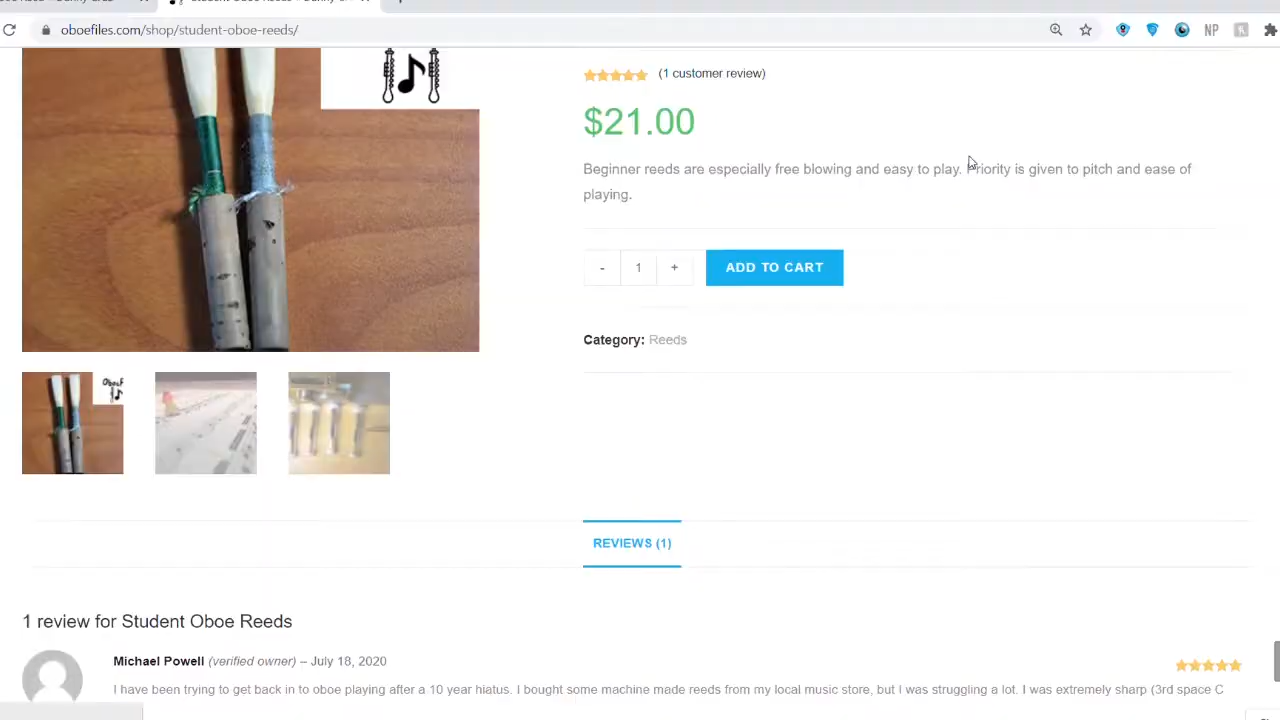 oboefiles.com/shop/student-oboe-reeds/
NP
(1 customer review)
$21.00
Beginner reeds are especially free blowing and easy to play. Priority is given to pitch and ease of
playing.
- 1 + ADD TO CART
Category: Reeds
REVIEWS (1)
1 review for Student Oboe Reeds
Michael Powell (verified owner) – July 18, 2020
I have been trying to get back in to oboe playing after a 10 year hiatus. I bought some machine made reeds from my local music store, but I was struggling a lot. I was extremely sharp (3rd space C